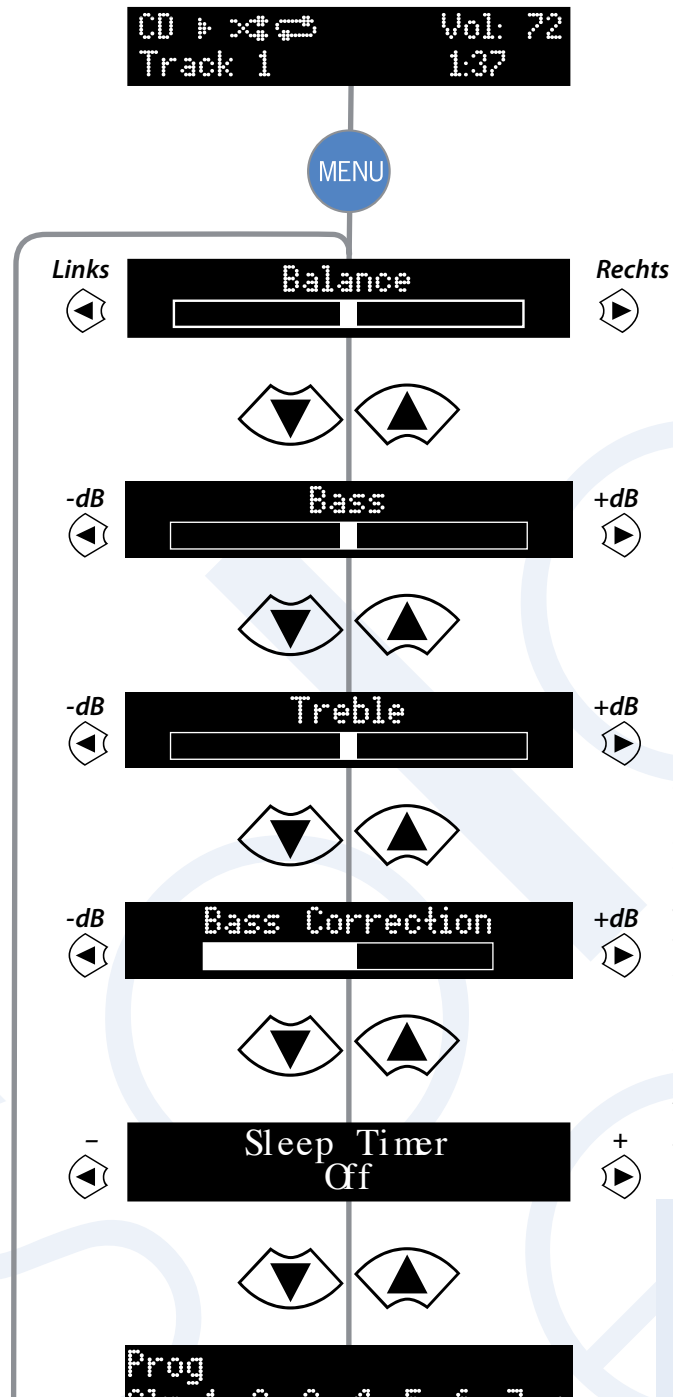 CD Vol: 72
Track 1 1:37
MENU
Links Balance Rechts
-dB Bass +dB
-dB Treble +dB
-dB Bass Correction +dB
– Sleep Timer +
Off
Prog